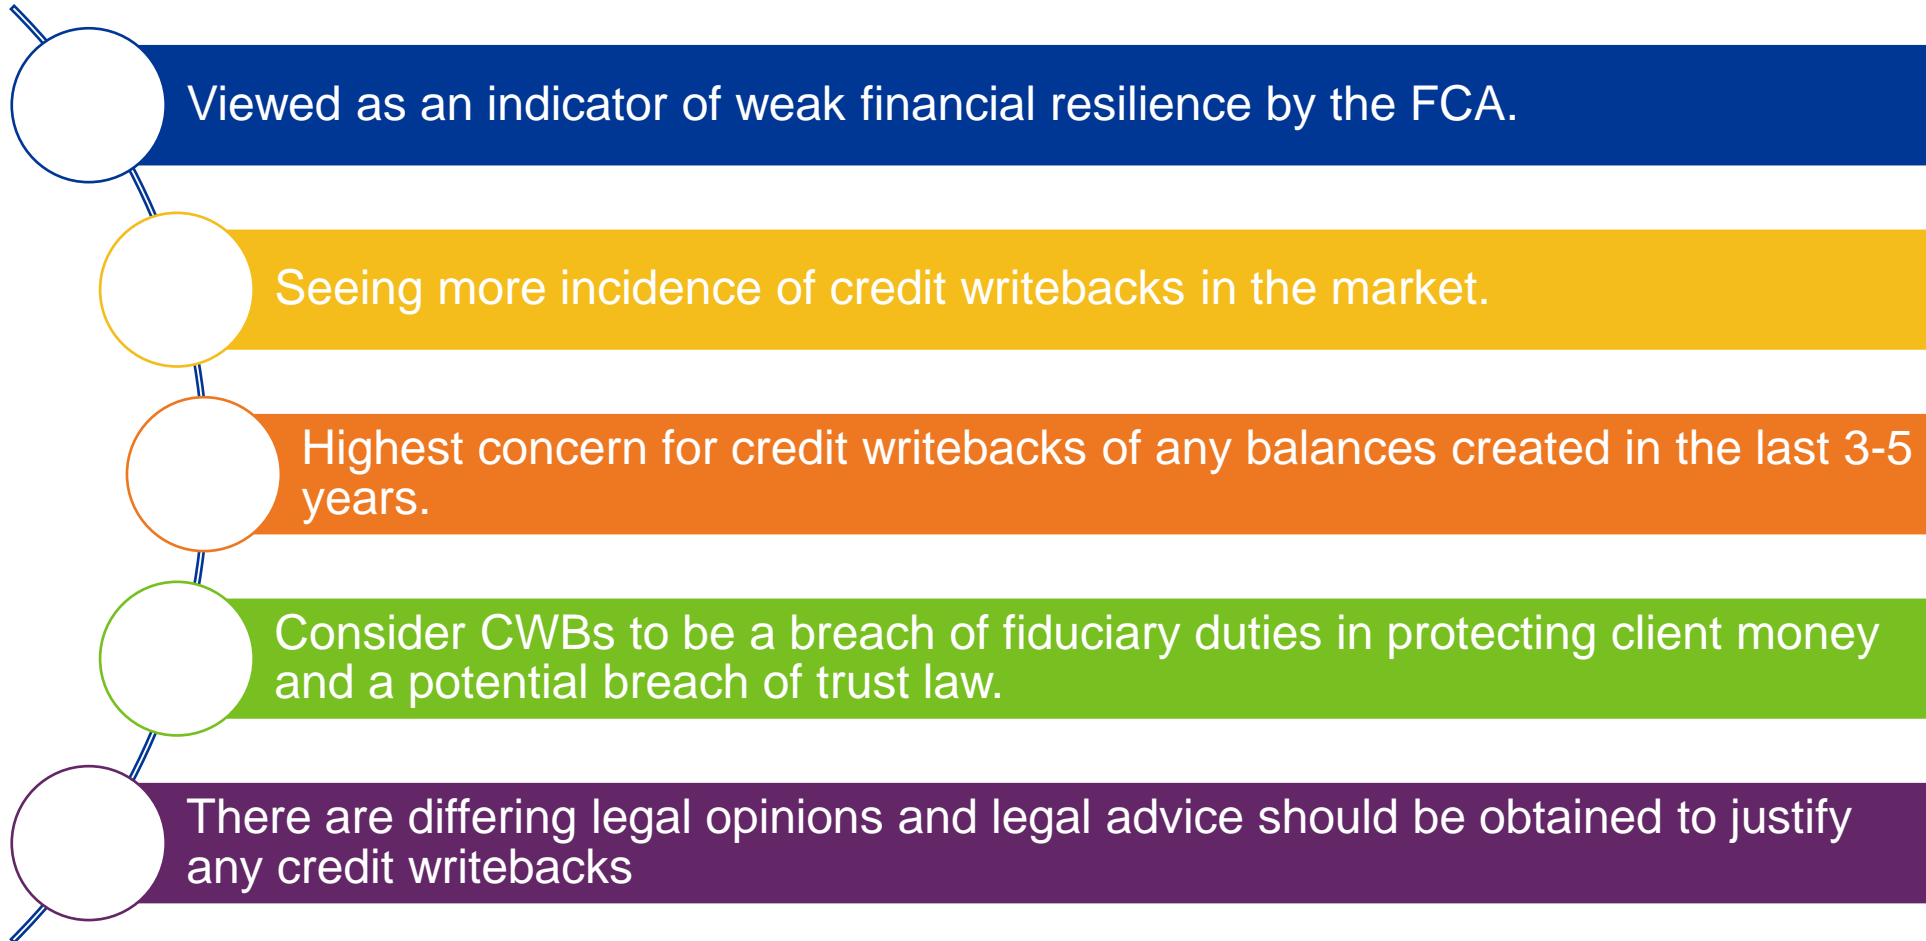 Viewed as an indicator of weak financial resilience by the FCA.
Seeing more incidence of credit writebacks in the market.
Highest concern for credit writebacks of any balances created in the last 3-5
years.
Consider CWBs to be a breach of fiduciary duties in protecting client money
and a potential breach of trust law.
There are differing legal opinions and legal advice should be obtained to justify
any credit writebacks